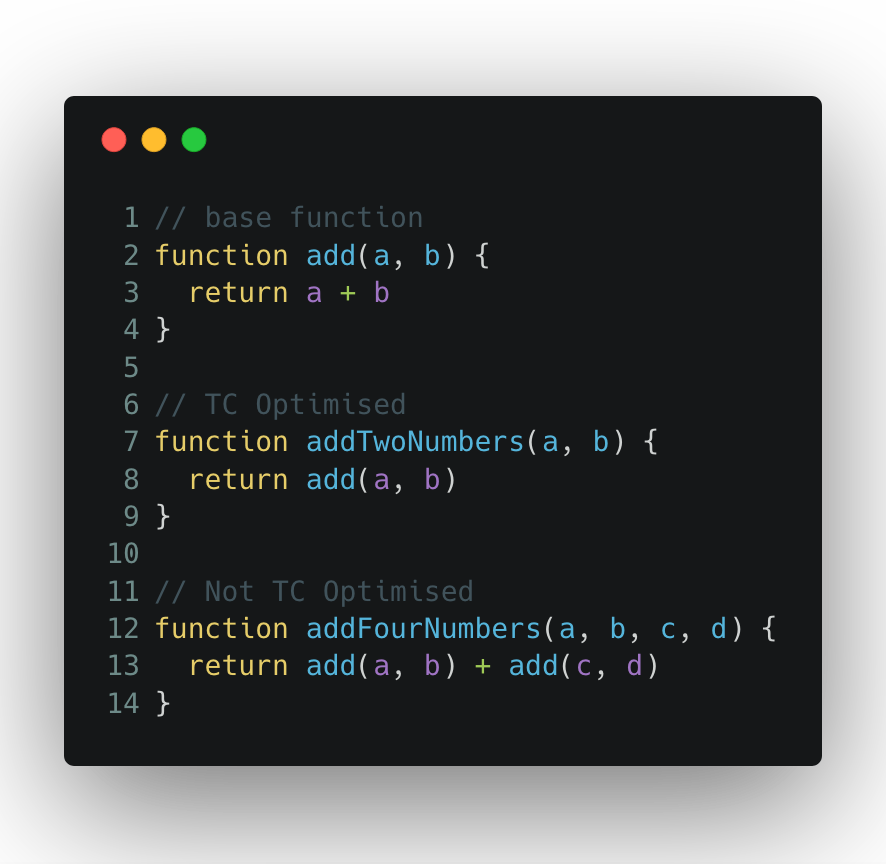 1 // base function
2 function add(a, b) {
3   return a + b
4 }
5
6 // TC Optimised
7 function addTwoNumbers(a, b) {
8   return add(a, b)
9 }
10
11 // Not TC Optimised
12 function addFourNumbers(a, b, c, d) {
13   return add(a, b) + add(c, d)
14 }